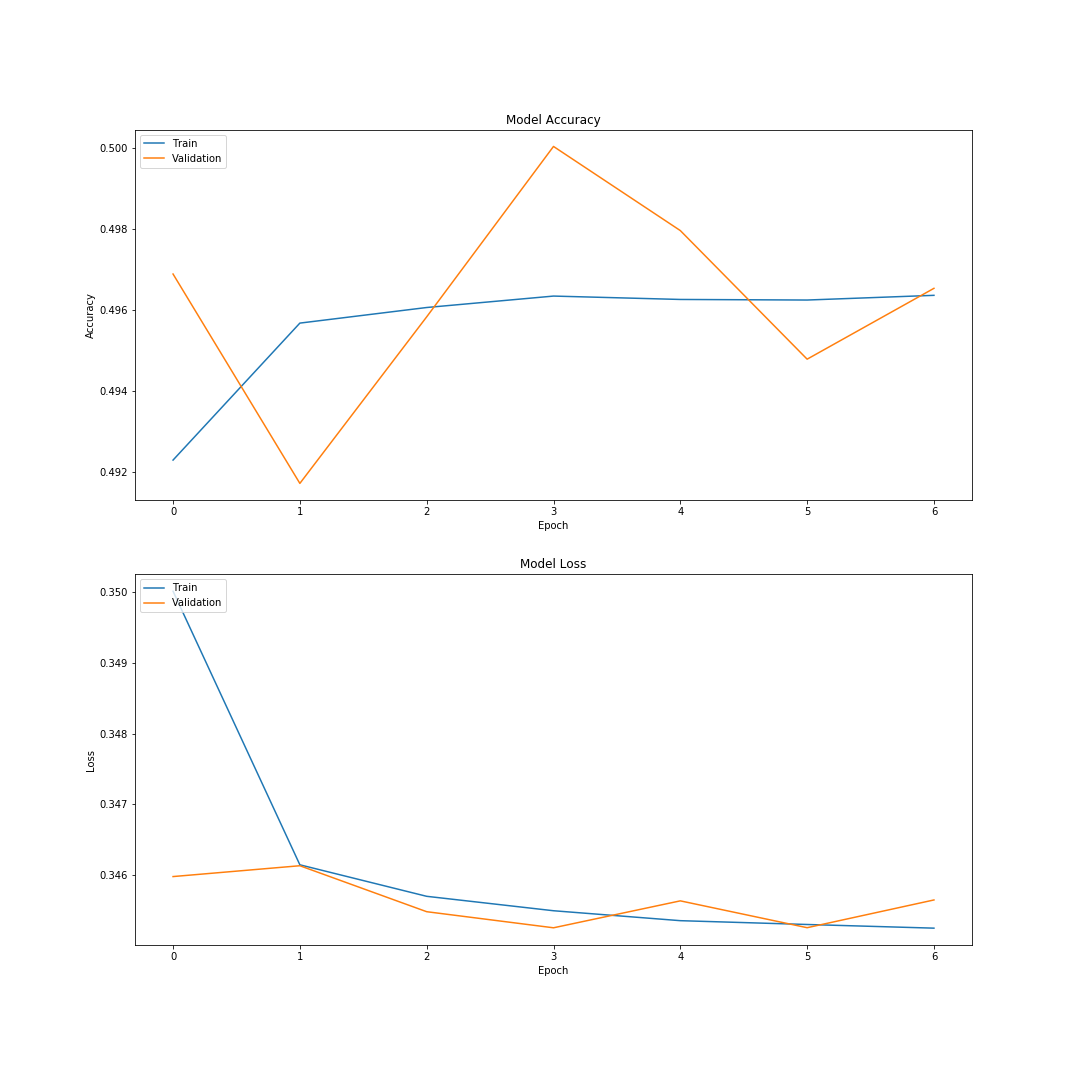 Model Accuracy
Train
Validation
0.500
0.498
0.496
0.494
0.492
Accuracy
0 1 2 3 4 5 6
Epoch
Model Loss
Train
Validation
0.350
0.349
0.348
0.347
0.346
Loss
0 1 2 3 4 5 6
Epoch